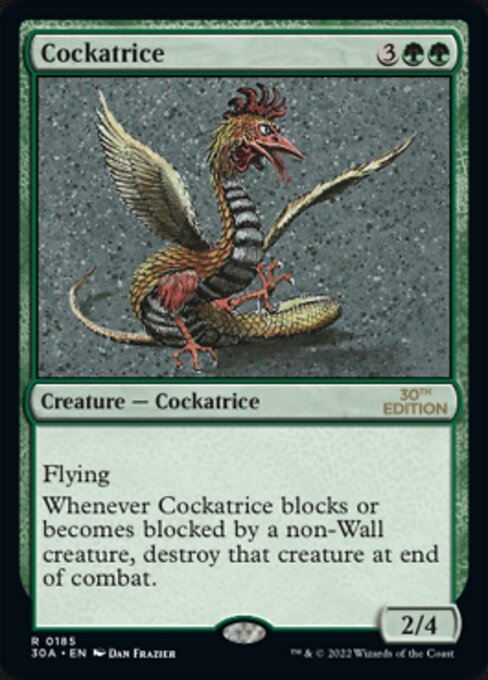 Cockatrice 3
Creature — Cockatrice
30TH
EDITION
Flying
Whenever Cockatrice blocks or
becomes blocked by a non-Wall
creature, destroy that creature at end
of combat.
2/4
R 0185
30A • EN Dan Frazier
™ & © 2022 Wizards of the Coast